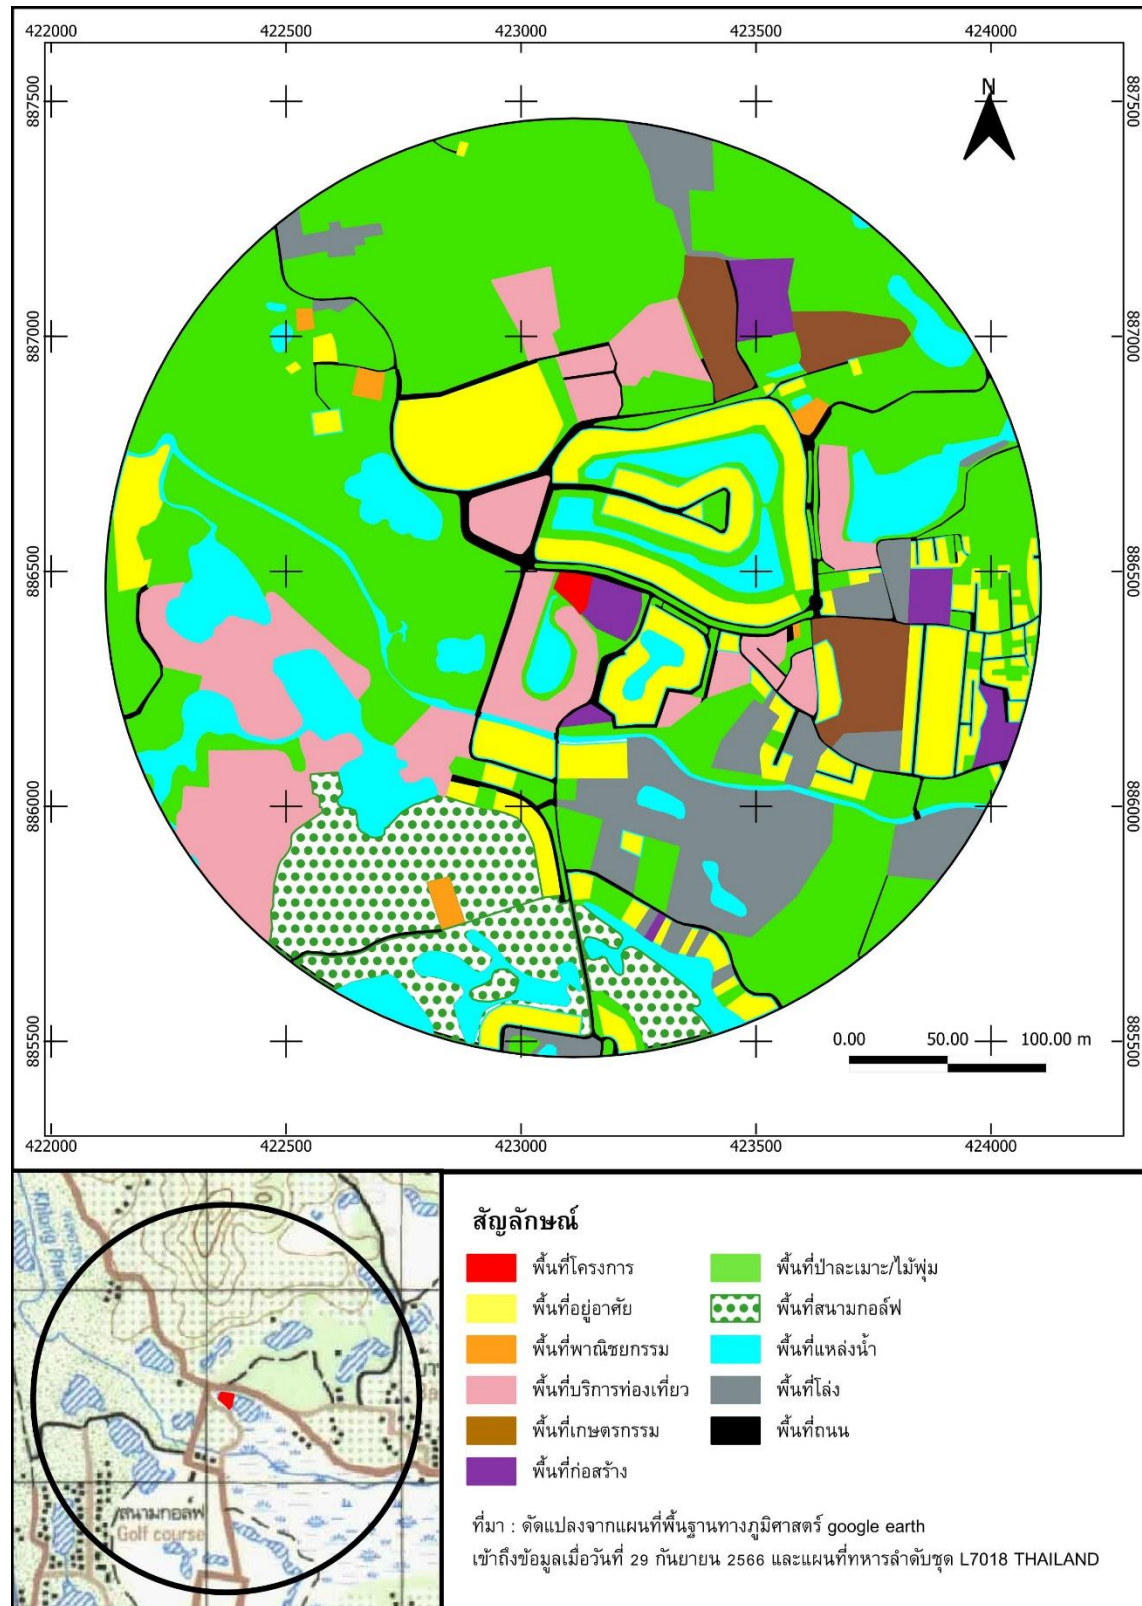 422000 422500 423000 423500 424000
N
887500 887500
887000 887000
886500 886500
886000 886000
885500 885500
0.00 50.00 100.00 m
422000 422500 423000 423500 424000
สนามกอล์ฟ
Golf course
สัญลักษณ์
พื้นที่โครงการ
พื้นที่อยู่อาศัย
พื้นที่พาณิชยกรรม
พื้นที่บริการท่องเที่ยว
พื้นที่เกษตรกรรม
พื้นที่ก่อสร้าง
พื้นที่ป่าละเมาะ/ไม้พุ่ม
พื้นที่สนามกอล์ฟ
พื้นที่แหล่งน้ำ
พื้นที่โล่ง
พื้นที่ถนน
ที่มา : ดัดแปลงจากแผนที่พื้นฐานทางภูมิศาสตร์ google earth
เข้าถึงข้อมูลเมื่อวันที่ 29 กันยายน 2566 และแผนที่ทหารลำดับชุด L7018 THAILAND